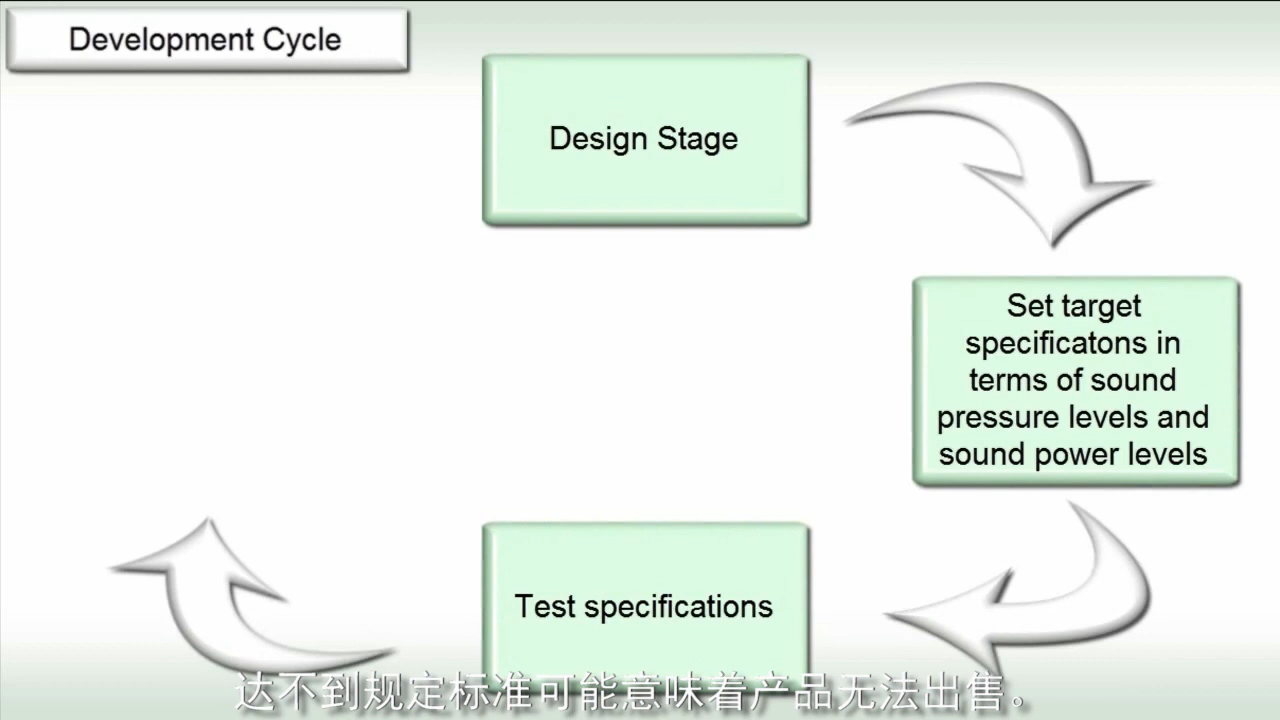 Development Cycle
Design Stage
Set target
specificatons in
terms of sound
pressure levels and
sound power levels
Test specifications
达不到规定标准可能意味着产品无法出售。